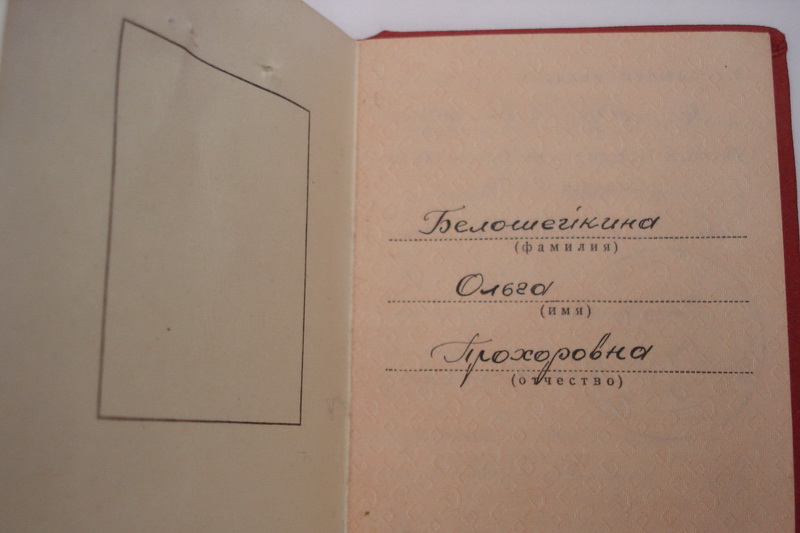 Белошейкина
(фамилия)
Ольга
(имя)
Прохоровна
(отчество)